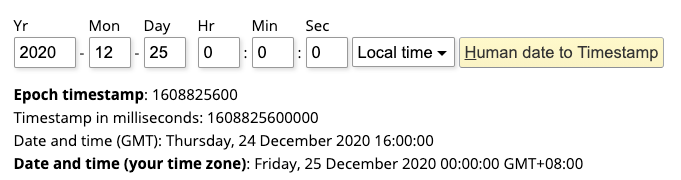 Yr Mon Day Hr Min Sec
2020 - 12 - 25 0 : 0 : 0 Local time Human date to Timestamp
Epoch timestamp: 1608825600
Timestamp in milliseconds: 1608825600000
Date and time (GMT): Thursday, 24 December 2020 16:00:00
Date and time (your time zone): Friday, 25 December 2020 00:00:00 GMT+08:00